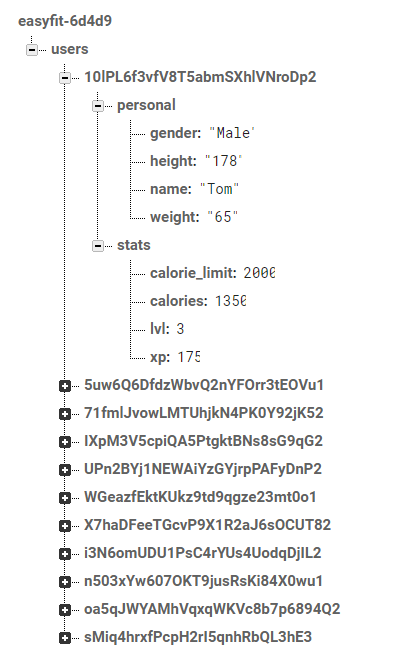 easyfit-6d4d9
users
10lPL6f3vfV8T5abmSXhlVNroDp2
personal
gender: "Male"
height: "178"
name: "Tom"
weight: "65"
stats
calorie_limit: 2000
calories: 1350
lvl: 3
xp: 175
5uw6Q6DfdzWbvQ2nYFOrr3tEOVu1
71fmlJvowLMTUhjkN4PK0Y92jK52
IXpM3V5cpiQA5PtgktBNs8sG9qG2
UPn2BYj1NEWAiYzGYjrpPAFyDnP2
WGeazfEktKUkz9td9qgze23mt0o1
X7haDFeeTGcvP9X1R2aJ6sOCUT82
i3N6omUDU1PsC4rYUs4UodqDjIL2
n503xYw607OKT9jusRsKi84X0wu1
oa5qJWYAMhVqxqWKVc8b7p6894Q2
sMiq4hrxfPcpH2rI5qnhRbQL3hE3